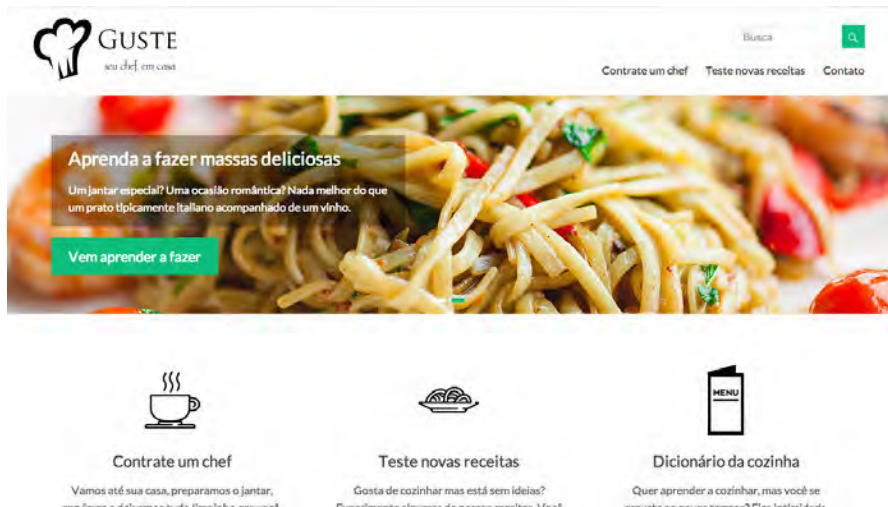 GUSTE
seu chef em casa
Busca
Contrate um chef Teste novas receitas Contato
Aprenda a fazer massas deliciosas
Um jantar especial? Uma ocasião romântica? Nada melhor do que
um prato tipicamente italiano acompanhado de um vinho.
Vem aprender a fazer
MENU
Contrate um chef
Vamos até sua casa, preparamos o jantar,
Teste novas receitas
Gosta de cozinhar mas está sem ideias?
Dicionário da cozinha
Quer aprender a cozinhar, mas você se